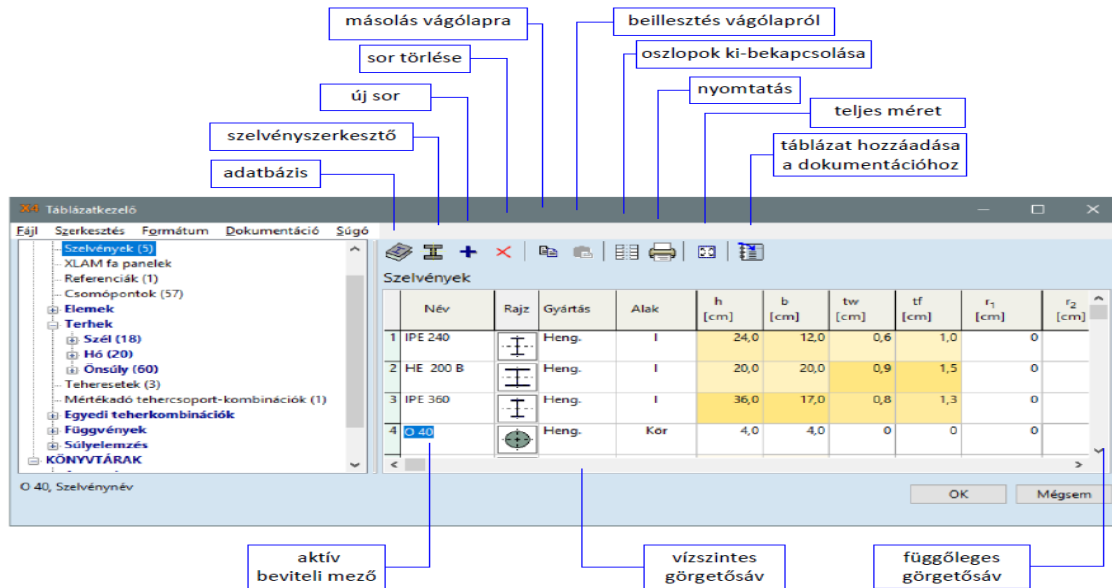 másolás vágólapra
beillesztés vágólapról
sor törlése
oszlopok ki-bekapcsolása
új sor
nyomtatás
szelvényszerkesztő
teljes méret
adatbázis
táblázat hozzáadása
a dokumentációhoz
X4 Táblázatkezelő
Fájl Szerkesztés Formátum Dokumentáció Súgó
Szelvények (5)
XLAM fa panelek
Referenciák (1)
Csomópontok (57)
Elemek
Terhek
Szél (18)
Hó (20)
Önsúly (60)
Teheresetek (3)
Mértékadó tehercsoport-kombinációk (1)
Egyedi teherkombinációk
Függvények
Súlyelemzés
KÖNYVTÁRAK
Szelvények
Név Rajz Gyártás Alak h [cm] b [cm] tw [cm] tf [cm] r1 [cm] r2 [cm]
1 IPE 240 Heng. I 24,0 12,0 0,6 1,0 0
2 HE 200 B Heng. I 20,0 20,0 0,9 1,5 0
3 IPE 360 Heng. I 36,0 17,0 0,8 1,3 0
4 O 40 Heng. Kör 4,0 4,0 0 0 0
O 40, Szelvénynév
OK Mégsem
aktív
beviteli mező
vízszintes
görgetősáv
függőleges
görgetősáv